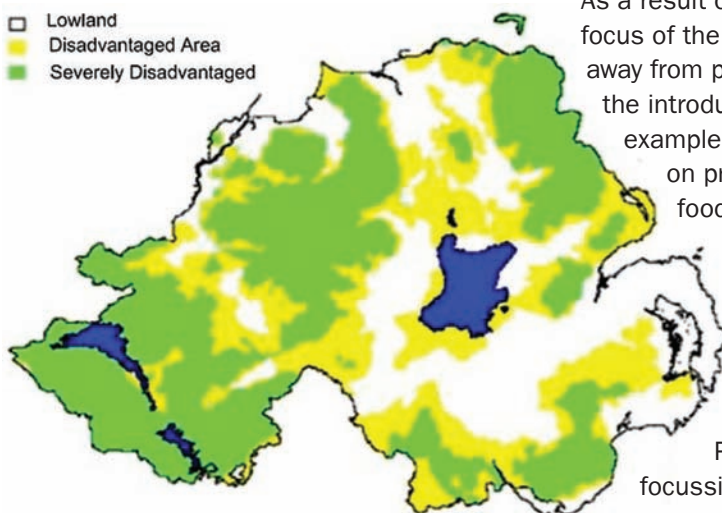 Lowland
Disadvantaged Area
Severely Disadvantaged
As a result o
focus of the
away from p
the introdu
example
on pr
food
F
focussi